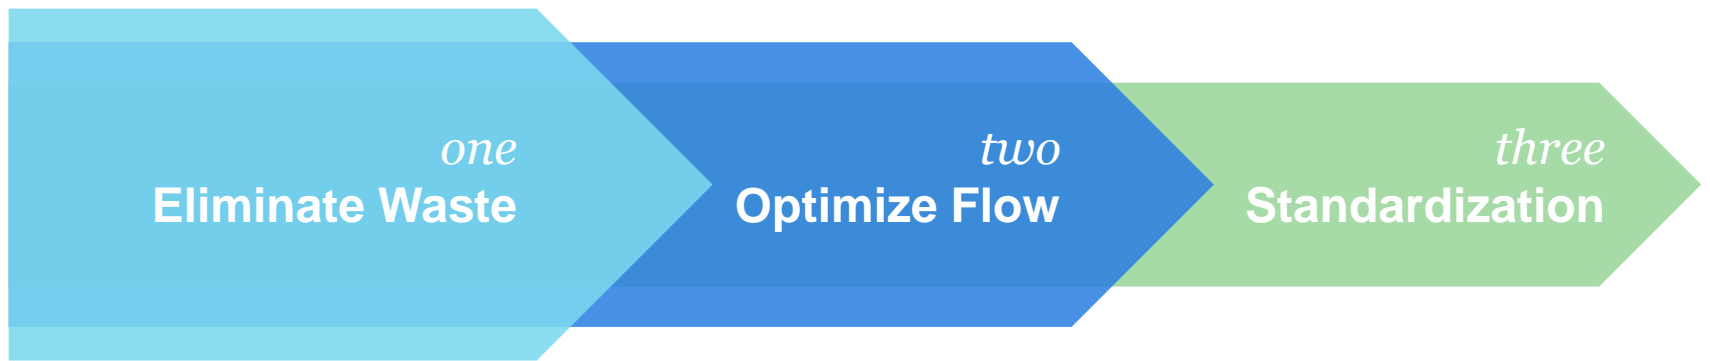 one
Eliminate Waste
two
Optimize Flow
three
Standardization